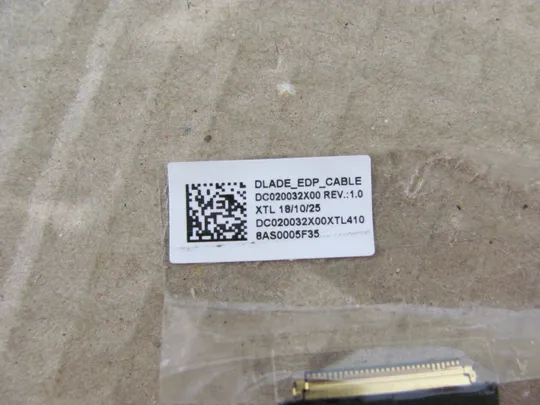 DLADE_EDP_CABLE
DC020032X00 REV.:1.0
XTL 18/10/25
DC020032X00XTL410
8AS0005F35